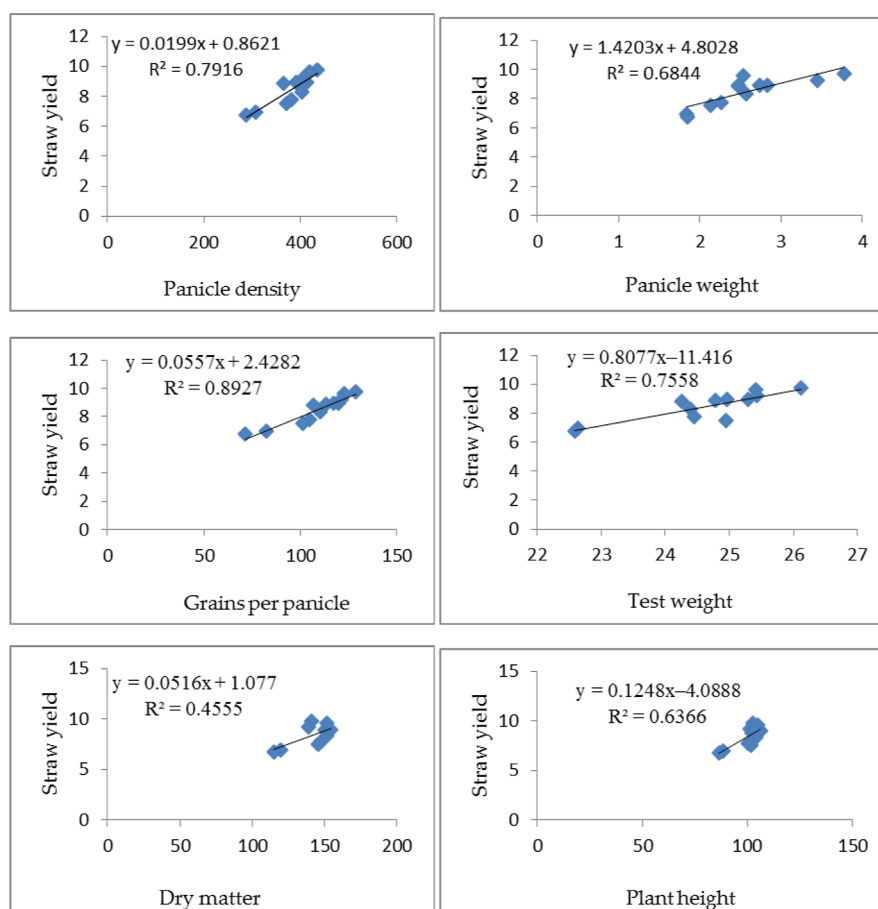 y = 0.0199x + 0.8621
R² = 0.7916
12
10
8
6
4
2
0
0 200 400 600
Straw yield
Panicle density
y = 1.4203x + 4.8028
R² = 0.6844
12
10
8
6
4
2
0
0 1 2 3 4
Straw yield
Panicle weight
y = 0.0557x + 2.4282
R² = 0.8927
12
10
8
6
4
2
0
0 50 100 150
Straw yield
Grains per panicle
y = 0.8077x–11.416
R² = 0.7558
12
10
8
6
4
2
0
22 23 24 25 26 27
Straw yield
Test weight
y = 0.0516x + 1.077
R² = 0.4555
15
10
5
0
0 50 100 150 200
Straw yield
Dry matter
y = 0.1248x–4.0888
R² = 0.6366
15
10
5
0
0 50 100 150
Straw yield
Plant height